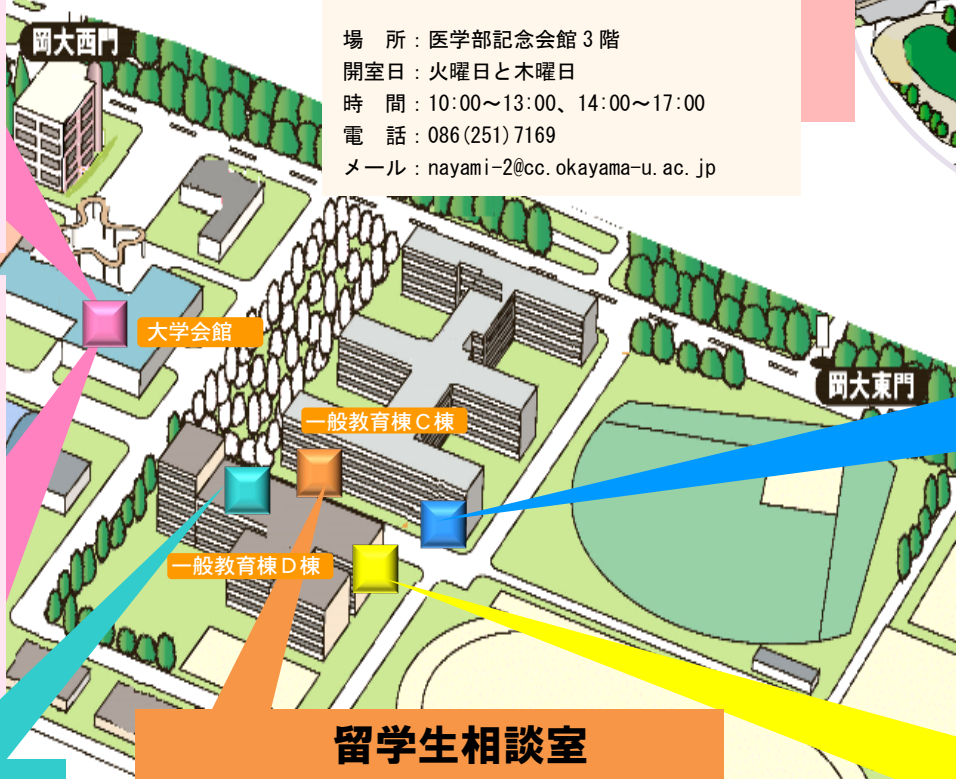 岡大西門
場　所：医学部記念会館３階
開室日：火曜日と木曜日
時　間：10:00～13:00、14:00～17:00
電　話：086(251)7169
メール：nayami-2@cc.okayama-u.ac.jp
大学会館
岡大東門
一般教育棟Ｃ棟
一般教育棟Ｄ棟
留学生相談室